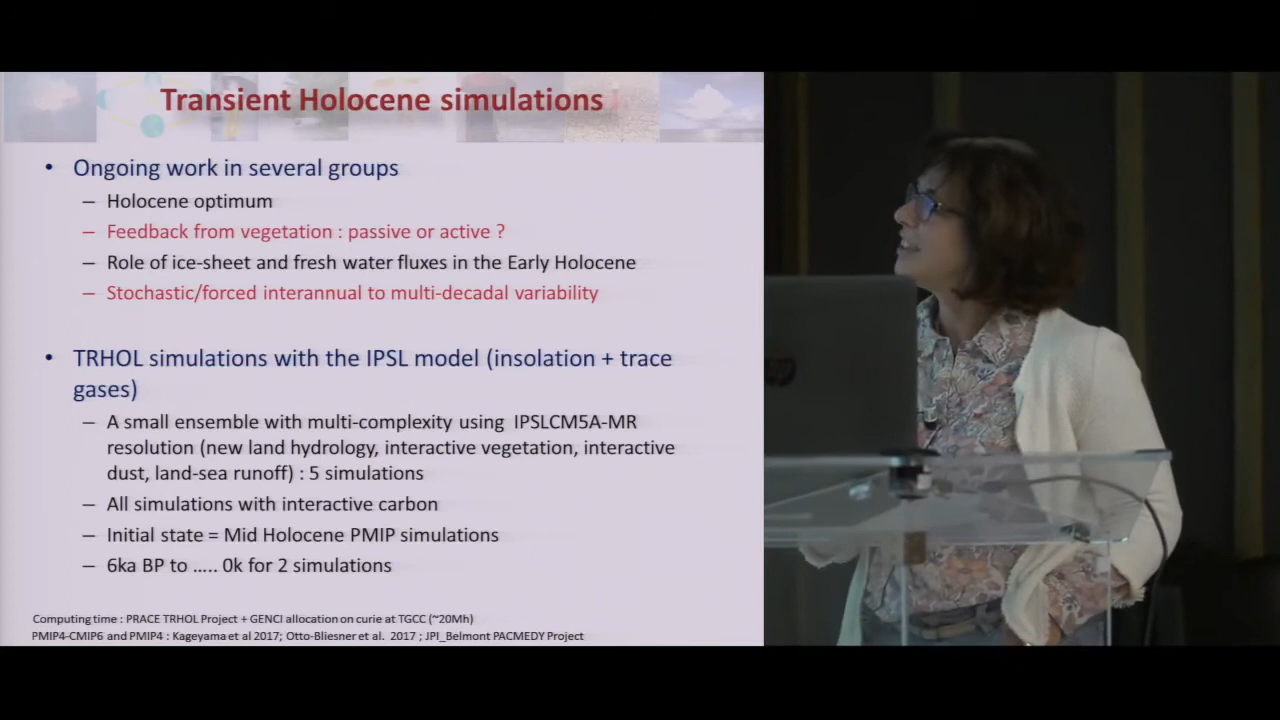 Transient Holocene simulations
• Ongoing work in several groups
– Holocene optimum
– Feedback from vegetation : passive or active ?
– Role of ice-sheet and fresh water fluxes in the Early Holocene
– Stochastic/forced interannual to multi-decadal variability
• TRHOL simulations with the IPSL model (insolation + trace
gases)
– A small ensemble with multi-complexity using IPSLCM5A-MR
resolution (new land hydrology, interactive vegetation, interactive
dust, land-sea runoff) : 5 simulations
– All simulations with interactive carbon
– Initial state = Mid Holocene PMIP simulations
– 6ka BP to ….. 0k for 2 simulations
Computing time : PRACE TRHOL Project + GENCI allocation on curie at TGCC (~20Mh)
PMIP4-CMIP6 and PMIP4 : Kageyama et al 2017; Otto-Bliesner et al. 2017 ; JPI_Belmont PACMEDY Project